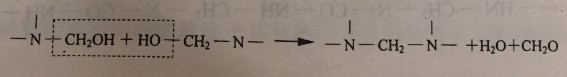 — N — CH₂OH + HO — CH₂ — N — ⟶ — N — CH₂ — N — + H₂O + CH₂O